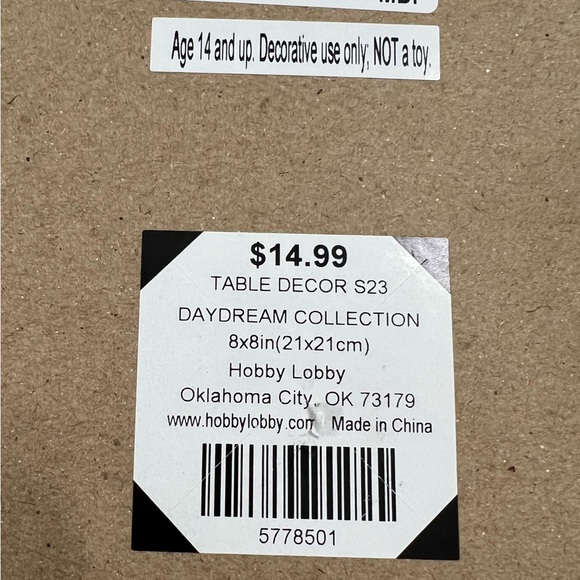 Age 14 and up. Decorative use only; NOT a toy.
$14.99
TABLE DECOR S23
DAYDREAM COLLECTION
8x8in(21x21cm)
Hobby Lobby
Oklahoma City, OK 73179
www.hobbylobby.com Made in China
5778501